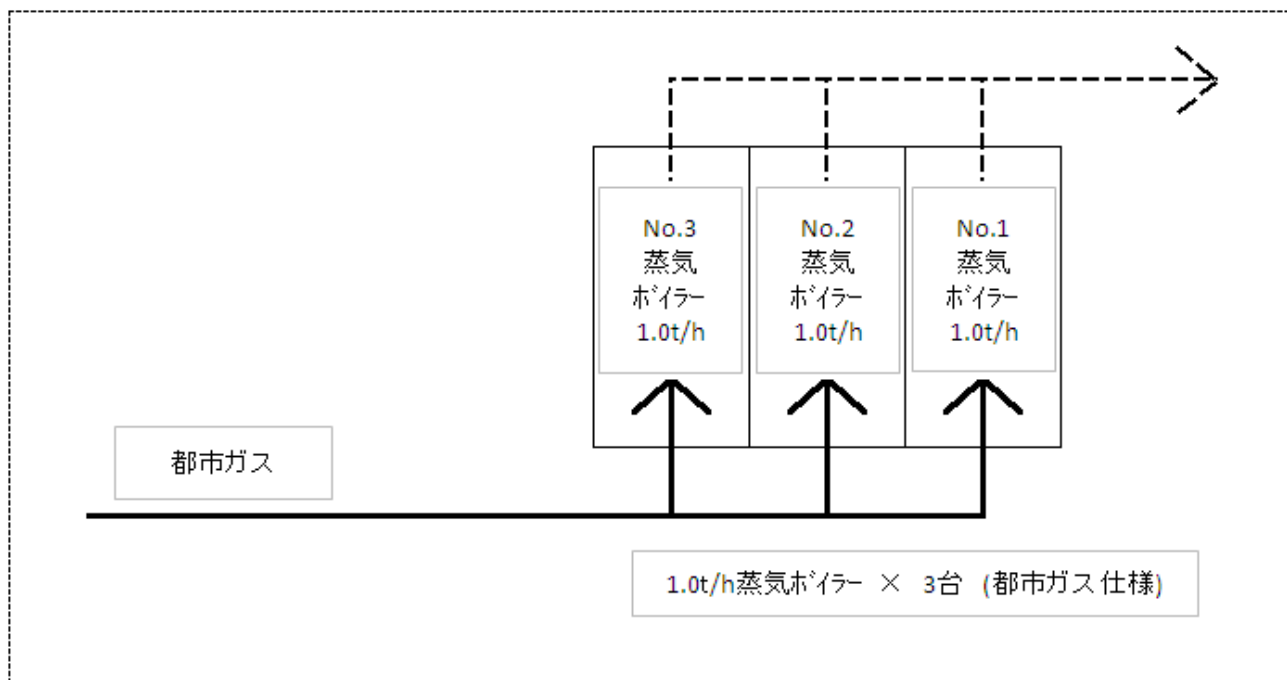 No.3
蒸気
ﾎﾞｲﾗｰ
1.0t/h
No.2
蒸気
ﾎﾞｲﾗｰ
1.0t/h
No.1
蒸気
ﾎﾞｲﾗｰ
1.0t/h
都市ガス
1.0t/h蒸気ﾎﾞｲﾗｰ × 3台 (都市ガス仕様)